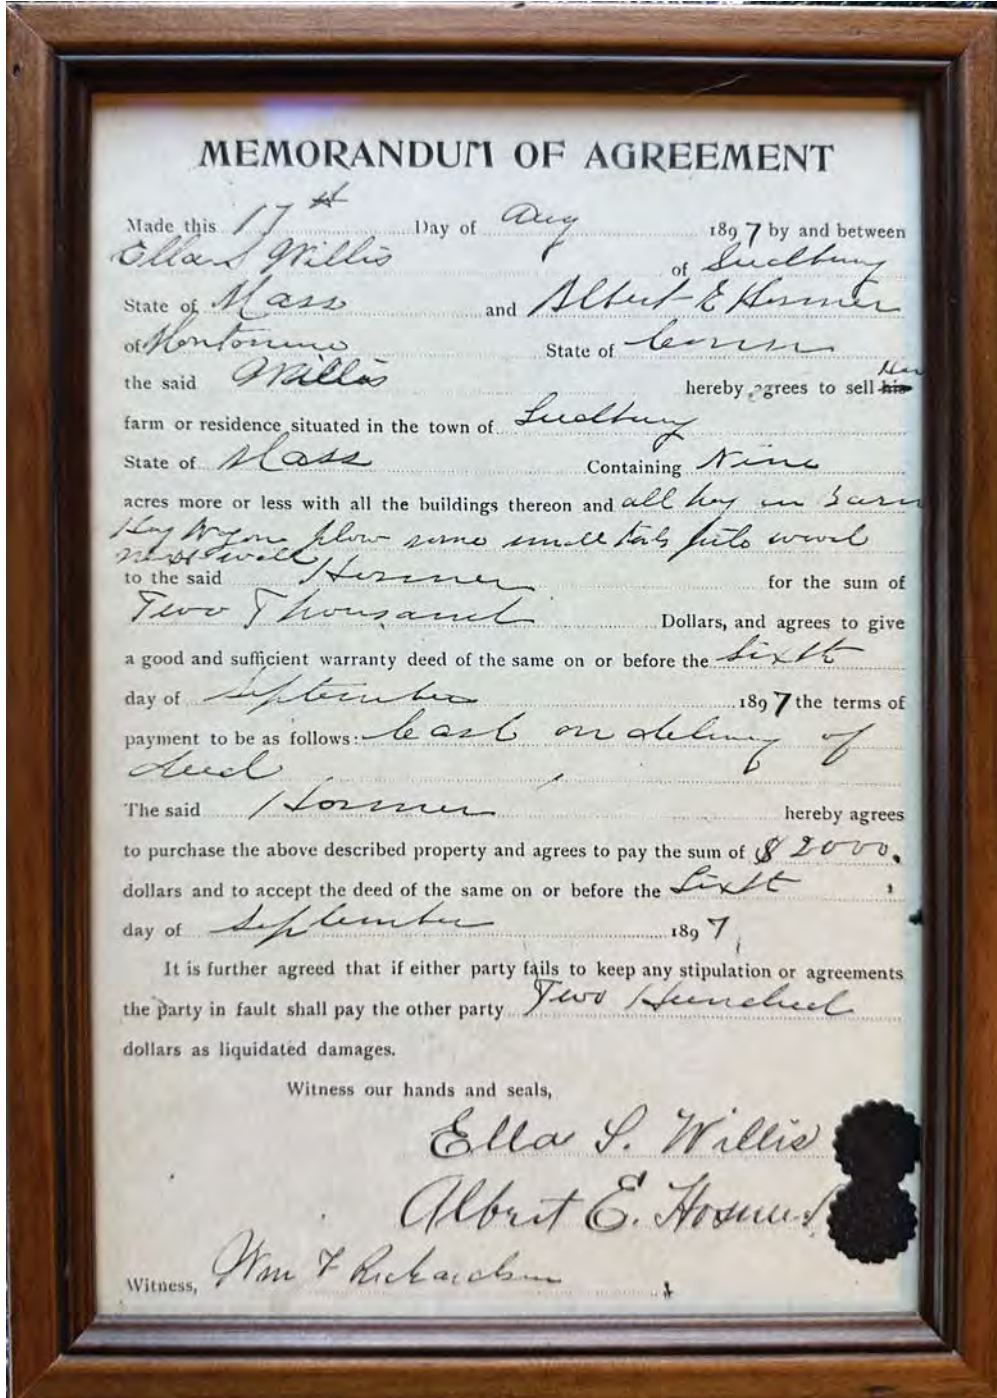 MEMORANDUM OF AGREEMENT
Made this 17th Day of Aug 1897 by and between
Ella S Willis of Sudbury
State of Mass and Albert E Hosmer
of State of Conn
the said Willis hereby agrees to sell his Her
farm or residence situated in the town of Sudbury
State of Mass Containing Nine
acres more or less with all the buildings thereon and all hay in Barn
Hay Wagon plow some small tools
to the said Hosmer for the sum of
Two Thousand Dollars, and agrees to give
a good and sufficient warranty deed of the same on or before the Sixth
day of September 1897 the terms of
payment to be as follows: Cash on delivery of
deed
The said Hosmer hereby agrees
to purchase the above described property and agrees to pay the sum of $2000.
dollars and to accept the deed of the same on or before the Sixth
day of September 1897
It is further agreed that if either party fails to keep any stipulation or agreements
the party in fault shall pay the other party Two Hundred
dollars as liquidated damages.
Witness our hands and seals,
Ella S. Willis
Albert E. Hosmer
Witness, Wm F Richardson